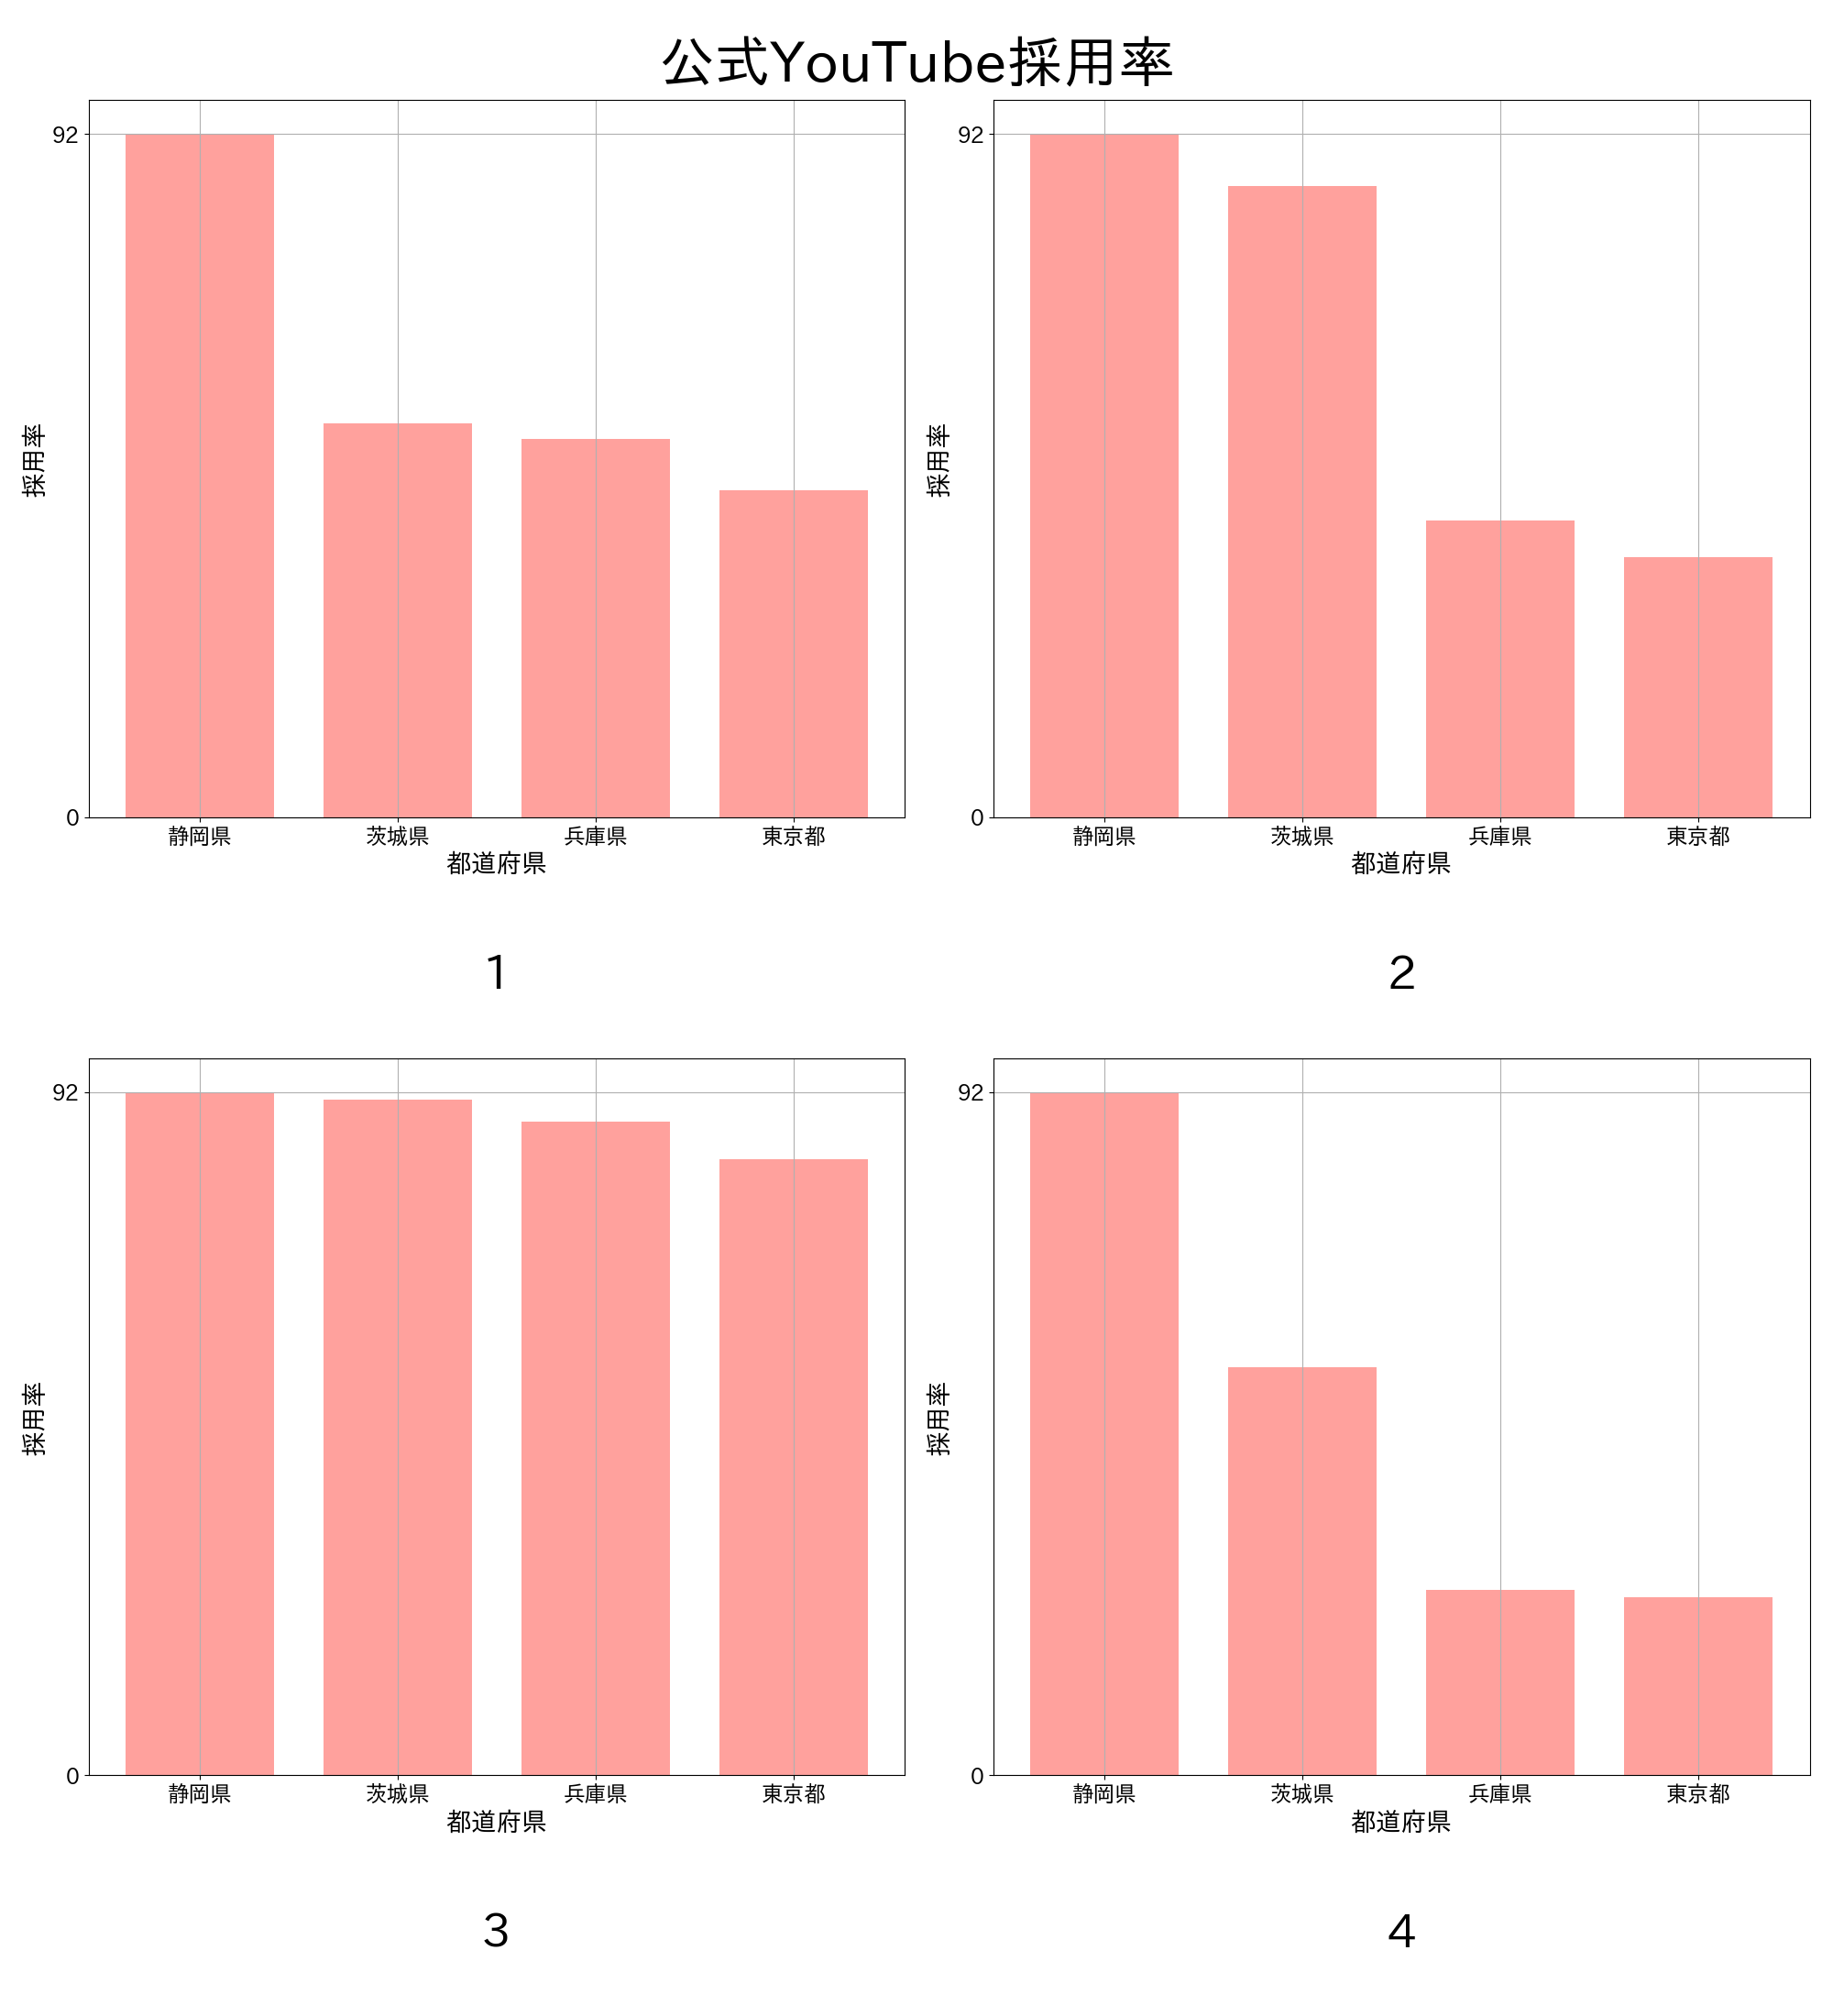 公式YouTube採用率
92
採用率
0
静岡県 茨城県 兵庫県 東京都
都道府県
1
92
採用率
0
静岡県 茨城県 兵庫県 東京都
都道府県
2
92
採用率
0
静岡県 茨城県 兵庫県 東京都
都道府県
3
92
採用率
0
静岡県 茨城県 兵庫県 東京都
都道府県
4